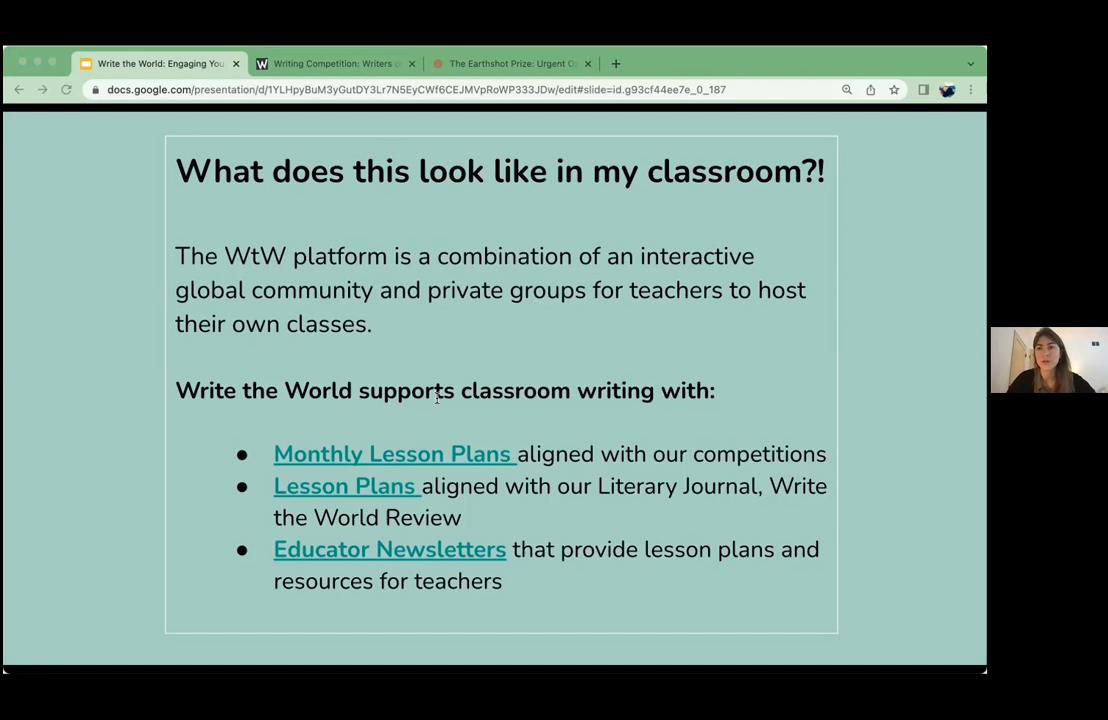 Write the World: Engaging You
Writing Competition: Writers o
The Earthshot Prize: Urgent O
docs.google.com/presentation/d/1YLHpyBuM3yGutDY3Lr7N5EyCWf6CEJMVpRoWP333JDw/edit#slide=id.g93cf44ee7e_0_187
What does this look like in my classroom?!
The WtW platform is a combination of an interactive
global community and private groups for teachers to host
their own classes.
Write the World supports classroom writing with:
● Monthly Lesson Plans aligned with our competitions
● Lesson Plans aligned with our Literary Journal, Write
the World Review
● Educator Newsletters that provide lesson plans and
resources for teachers